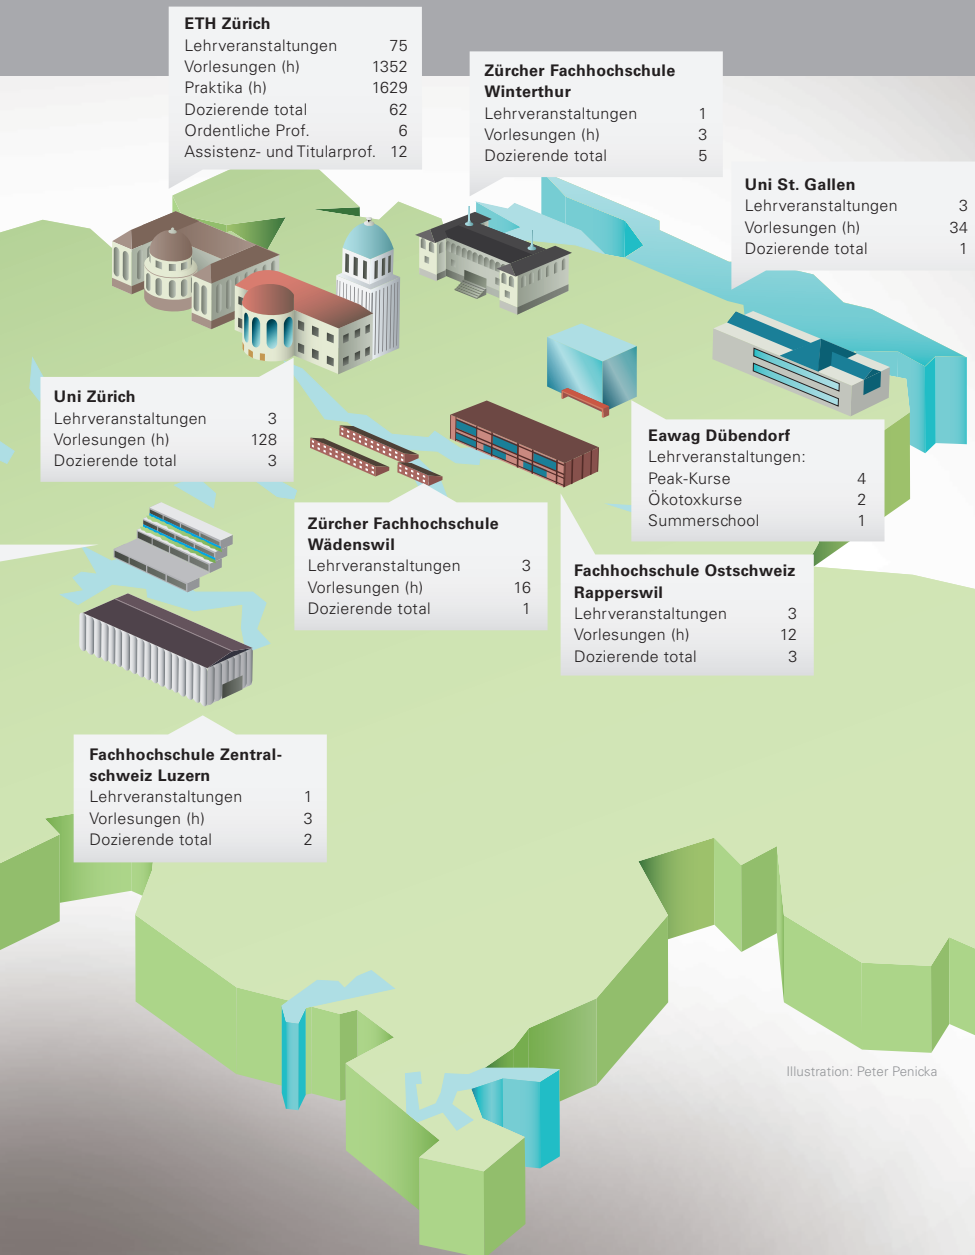 ETH Zürich
Lehrveranstaltungen 75
Vorlesungen (h) 1352
Praktika (h) 1629
Dozierende total 62
Ordentliche Prof. 6
Assistenz- und Titularprof. 12
Zürcher Fachhochschule
Winterthur
Lehrveranstaltungen 1
Vorlesungen (h) 3
Dozierende total 5
Uni St. Gallen
Lehrveranstaltungen 3
Vorlesungen (h) 34
Dozierende total 1
Uni Zürich
Lehrveranstaltungen 3
Vorlesungen (h) 128
Dozierende total 3
Eawag Dübendorf
Lehrveranstaltungen:
Peak-Kurse 4
Ökotoxkurse 2
Summerschool 1
Zürcher Fachhochschule
Wädenswil
Lehrveranstaltungen 3
Vorlesungen (h) 16
Dozierende total 1
Fachhochschule Ostschweiz
Rapperswil
Lehrveranstaltungen 3
Vorlesungen (h) 12
Dozierende total 3
Fachhochschule Zentral-
schweiz Luzern
Lehrveranstaltungen 1
Vorlesungen (h) 3
Dozierende total 2
Illustration: Peter Penicka